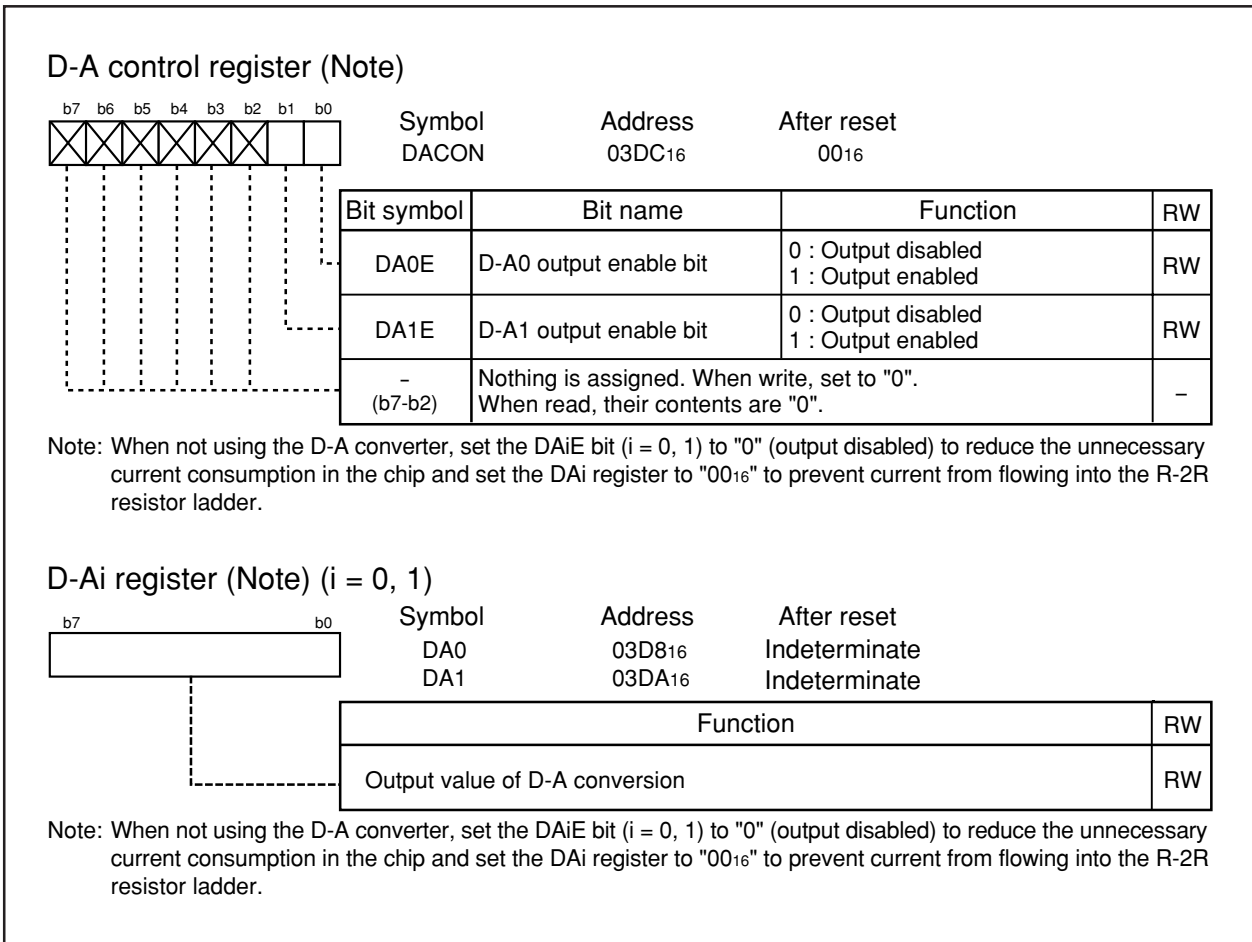 D-A control register (Note)
b7 b6 b5 b4 b3 b2 b1 b0
Symbol Address After reset
DACON 03DC16 0016
Bit symbol Bit name Function RW
DA0E D-A0 output enable bit 0 : Output disabled
1 : Output enabled RW
DA1E D-A1 output enable bit 0 : Output disabled
1 : Output enabled RW
–
(b7-b2) Nothing is assigned. When write, set to "0".
When read, their contents are "0". –
Note: When not using the D-A converter, set the DAiE bit (i = 0, 1) to "0" (output disabled) to reduce the unnecessary
current consumption in the chip and set the DAi register to "0016" to prevent current from flowing into the R-2R
resistor ladder.
D-Ai register (Note) (i = 0, 1)
b7 b0
Symbol Address After reset
DA0 03D816 Indeterminate
DA1 03DA16 Indeterminate
Function RW
Output value of D-A conversion RW
Note: When not using the D-A converter, set the DAiE bit (i = 0, 1) to "0" (output disabled) to reduce the unnecessary
current consumption in the chip and set the DAi register to "0016" to prevent current from flowing into the R-2R
resistor ladder.